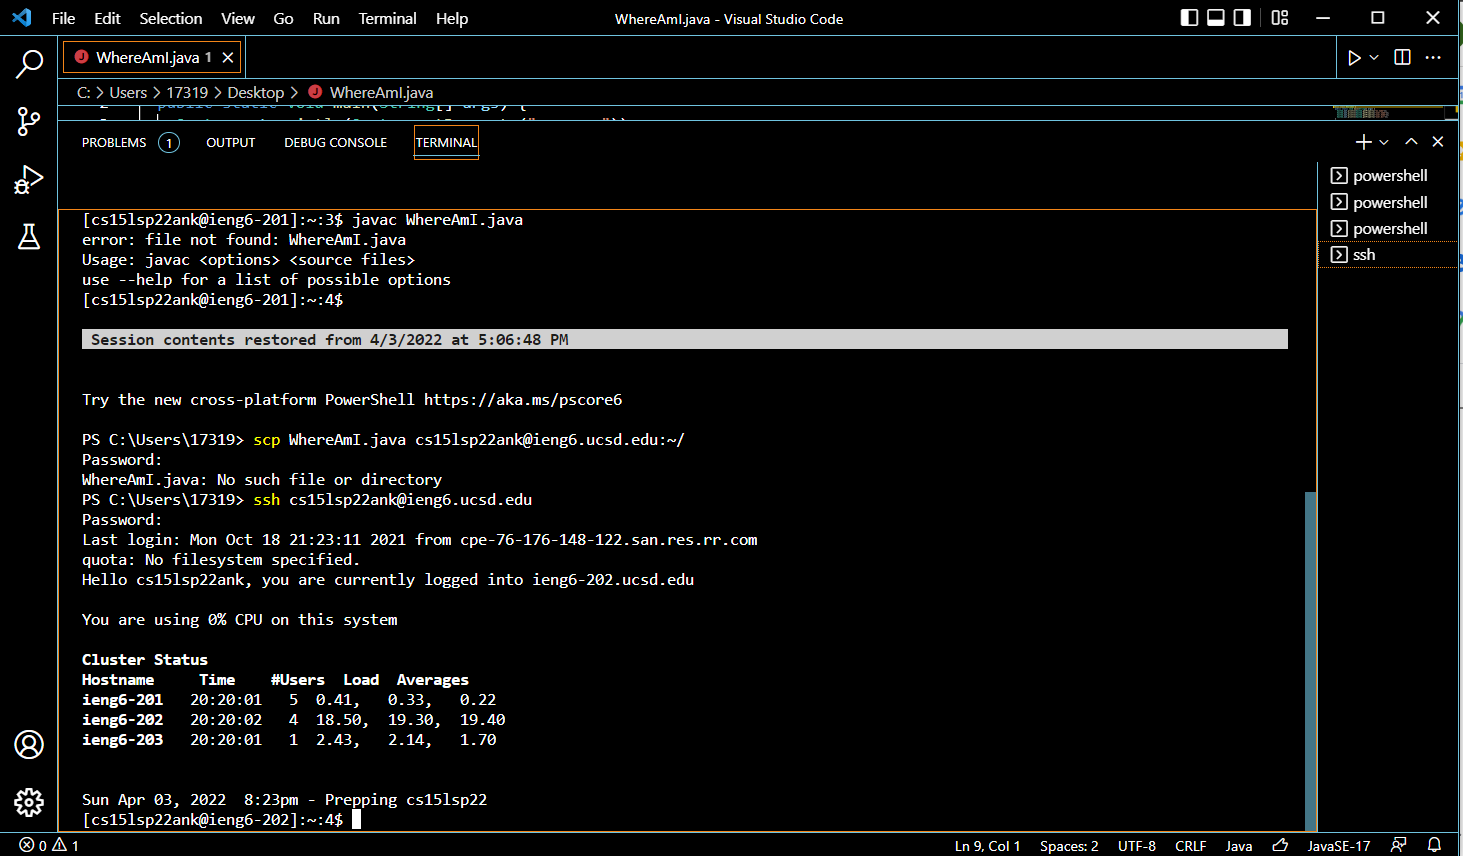 File Edit Selection View Go Run Terminal Help WhereAmI.java - Visual Studio Code
WhereAmI.java 1
C: > Users > 17319 > Desktop > WhereAmI.java
2 public static void main(String[] args) {
PROBLEMS 1 OUTPUT DEBUG CONSOLE TERMINAL
powershell
powershell
powershell
ssh
[cs15lsp22ank@ieng6-201]:~:3$ javac WhereAmI.java
error: file not found: WhereAmI.java
Usage: javac <options> <source files>
use --help for a list of possible options
[cs15lsp22ank@ieng6-201]:~:4$
Session contents restored from 4/3/2022 at 5:06:48 PM
Try the new cross-platform PowerShell https://aka.ms/pscore6
PS C:\Users\17319> scp WhereAmI.java cs15lsp22ank@ieng6.ucsd.edu:~/
Password:
WhereAmI.java: No such file or directory
PS C:\Users\17319> ssh cs15lsp22ank@ieng6.ucsd.edu
Password:
Last login: Mon Oct 18 21:23:11 2021 from cpe-76-176-148-122.san.res.rr.com
quota: No filesystem specified.
Hello cs15lsp22ank, you are currently logged into ieng6-202.ucsd.edu
You are using 0% CPU on this system
Cluster Status
Hostname Time #Users Load Averages
ieng6-201 20:20:01 5 0.41, 0.33, 0.22
ieng6-202 20:20:02 4 18.50, 19.30, 19.40
ieng6-203 20:20:01 1 2.43, 2.14, 1.70
Sun Apr 03, 2022 8:23pm - Prepping cs15lsp22
[cs15lsp22ank@ieng6-202]:~:4$
0 1 Ln 9, Col 1 Spaces: 2 UTF-8 CRLF Java JavaSE-17